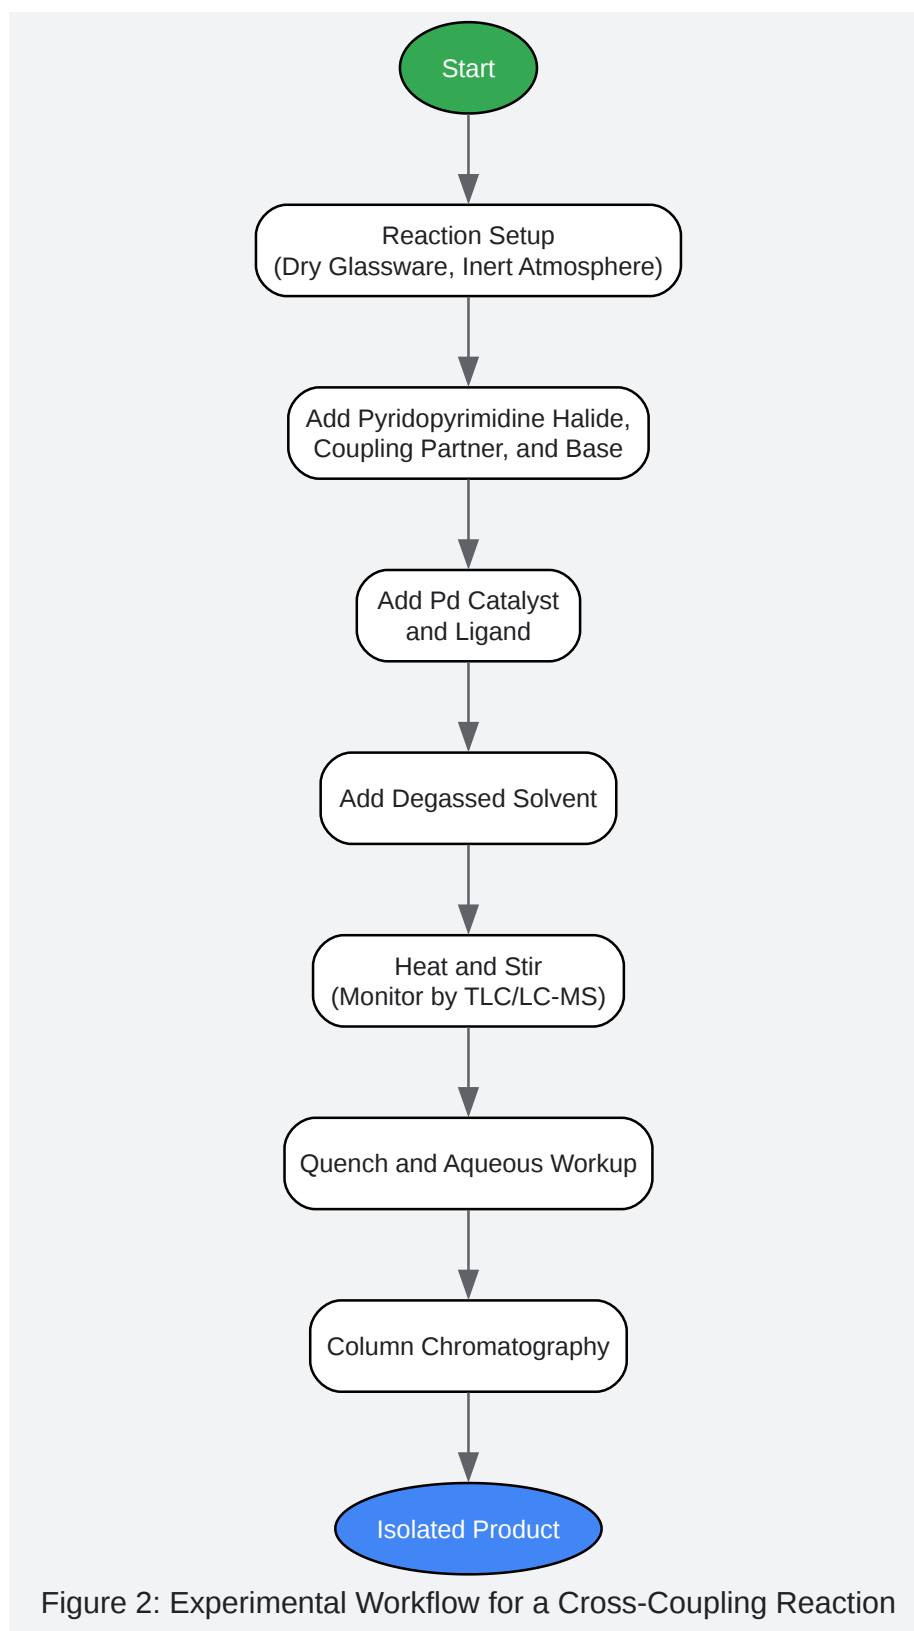 Start
Reaction Setup
(Dry Glassware, Inert Atmosphere)
Add Pyridopyrimidine Halide,
Coupling Partner, and Base
Add Pd Catalyst
and Ligand
Add Degassed Solvent
Heat and Stir
(Monitor by TLC/LC-MS)
Quench and Aqueous Workup
Column Chromatography
Isolated Product
Figure 2: Experimental Workflow for a Cross-Coupling Reaction